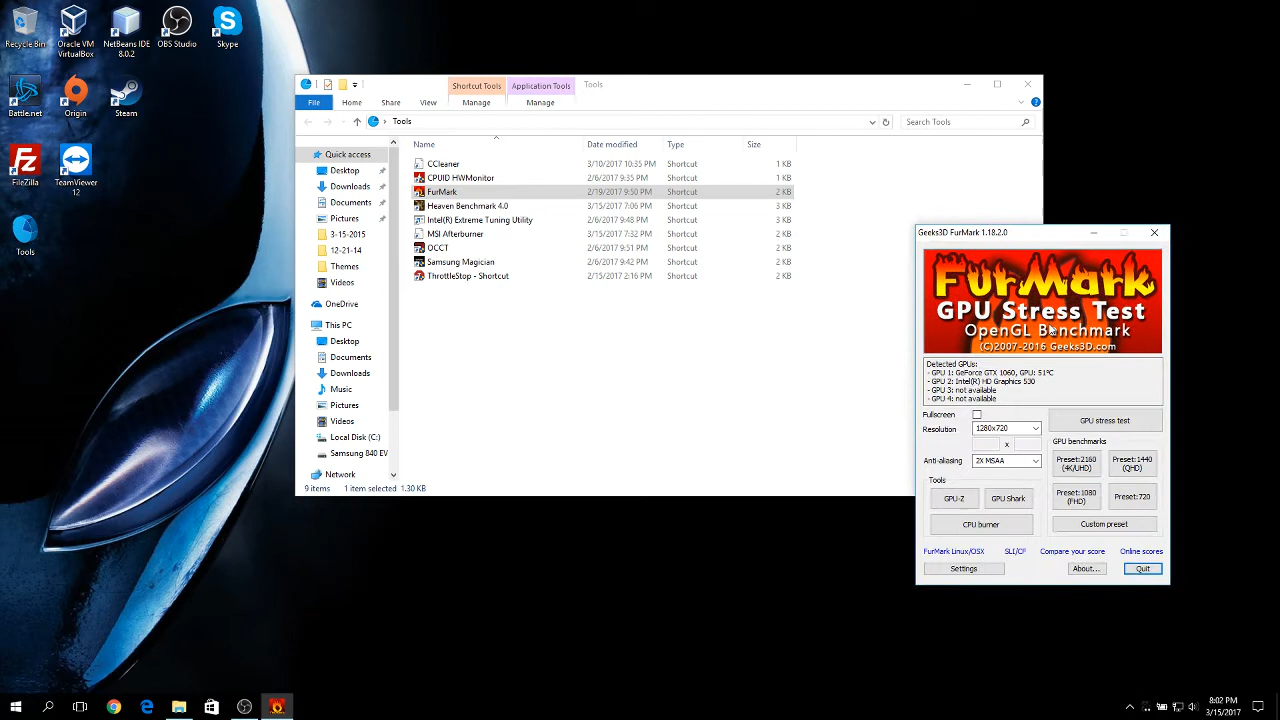 Recycle Bin
Oracle VM
VirtualBox
NetBeans IDE
8.0.2
OBS Studio
Skype
Battle.net
Origin
Steam
FileZilla
TeamViewer
12
Tools
Shortcut Tools
Application Tools
Tools
File
Home
Share
View
Manage
Manage
Tools
Search Tools
Name
Date modified
Type
Size
Quick access
Desktop
Downloads
Documents
Pictures
3-15-2015
12-21-14
Themes
Videos
OneDrive
This PC
Desktop
Documents
Downloads
Music
Pictures
Videos
Local Disk (C:)
Samsung 840 EV
Network
CCleaner 3/10/2017 10:35 PM Shortcut 1 KB
CPUID HWMonitor 2/6/2017 9:35 PM Shortcut 1 KB
FurMark 2/19/2017 9:50 PM Shortcut 2 KB
Heaven Benchmark 4.0 3/15/2017 7:06 PM Shortcut 3 KB
Intel(R) Extreme Tuning Utility 2/6/2017 9:48 PM Shortcut 3 KB
MSI Afterburner 3/15/2017 7:32 PM Shortcut 2 KB
OCCT 2/6/2017 9:51 PM Shortcut 2 KB
Samsung Magician 2/6/2017 9:42 PM Shortcut 2 KB
ThrottleStop - Shortcut 2/15/2017 2:16 PM Shortcut 2 KB
9 items 1 item selected 1.30 KB
Geeks3D FurMark 1.18.2.0
FurMark
GPU Stress Test
OpenGL Benchmark
(C)2007-2016 Geeks3D.com
Detected GPUs:
- GPU 1: GeForce GTX 1060, GPU: 51°C
- GPU 2: Intel(R) HD Graphics 530
- GPU 3: not available
- GPU 4: not available
Fullscreen
Resolution 1280x720
x
Anti-aliasing 2X MSAA
GPU stress test
GPU benchmarks
Preset:2160
(4K/UHD)
Preset:1440
(QHD)
Preset:1080
(FHD)
Preset:720
Custom preset
Tools
GPU-Z
GPU Shark
CPU burner
FurMark Linux/OSX
SLI/CF
Compare your score
Online scores
Settings
About...
Quit
8:02 PM
3/15/2017